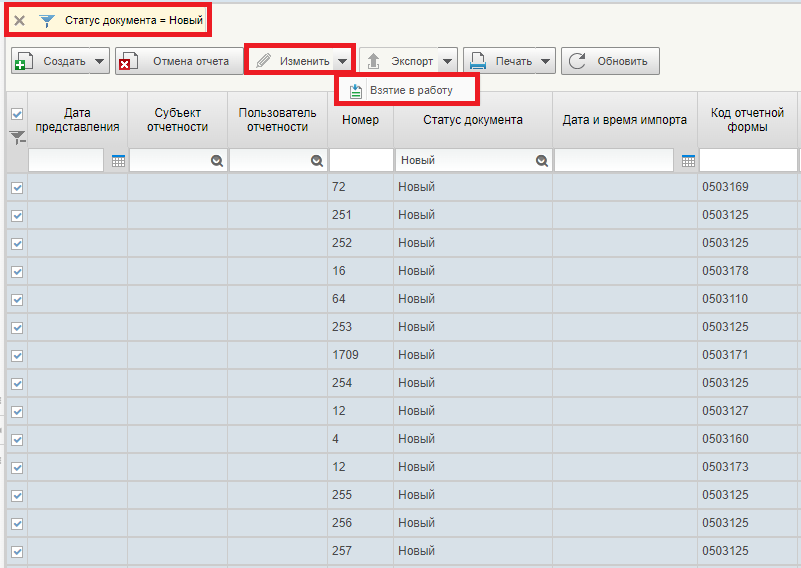 Статус документа = Новый
Создать Отмена отчета Изменить Экспорт Печать Обновить
Взятие в работу
Дата представления Субъект отчетности Пользователь отчетности Номер Статус документа Дата и время импорта Код отчетной формы
Новый
72 Новый 0503169
251 Новый 0503125
252 Новый 0503125
16 Новый 0503178
64 Новый 0503110
253 Новый 0503125
1709 Новый 0503171
254 Новый 0503125
12 Новый 0503127
4 Новый 0503160
12 Новый 0503173
255 Новый 0503125
256 Новый 0503125
257 Новый 0503125